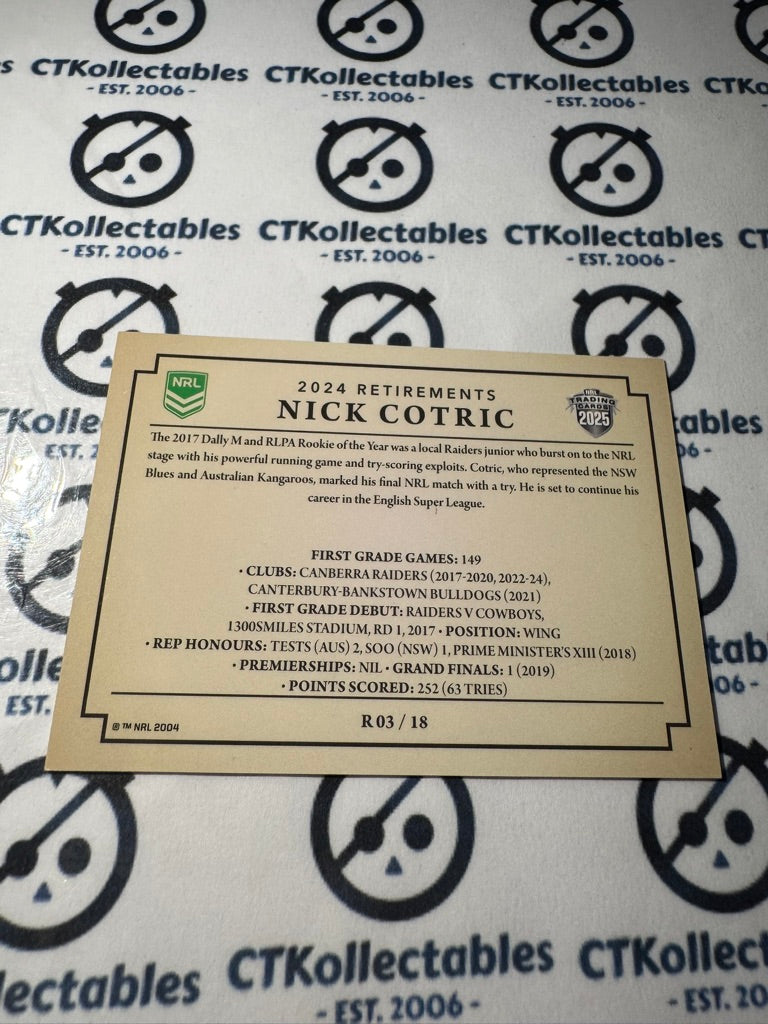 CTKollectables CTKollectables CTKollectables
- EST. 2006 - - EST. 2006 - - EST. 2006 -
CTKollectables CTKollectables CTKollectables CT
- EST. 2006 - - EST. 2006 - - EST. 2006 -
NRL
2024 RETIREMENTS
NICK COTRIC
NRL
TRADING
CARDS
2025
The 2017 Dally M and RLPA Rookie of the Year was a local Raiders junior who burst on to the NRL
stage with his powerful running game and try-scoring exploits. Cotric, who represented the NSW
Blues and Australian Kangaroos, marked his final NRL match with a try. He is set to continue his
career in the English Super League.
FIRST GRADE GAMES: 149
• CLUBS: CANBERRA RAIDERS (2017-2020, 2022-24),
CANTERBURY-BANKSTOWN BULLDOGS (2021)
• FIRST GRADE DEBUT: RAIDERS V COWBOYS,
1300SMILES STADIUM, RD 1, 2017 • POSITION: WING
• REP HONOURS: TESTS (AUS) 2, SOO (NSW) 1, PRIME MINISTER'S XIII (2018)
• PREMIERSHIPS: NIL • GRAND FINALS: 1 (2019)
• POINTS SCORED: 252 (63 TRIES)
® ™ NRL 2004
R 03 / 18
lectables CTKollectables CTKollect
- EST. 2006 - - EST. 20